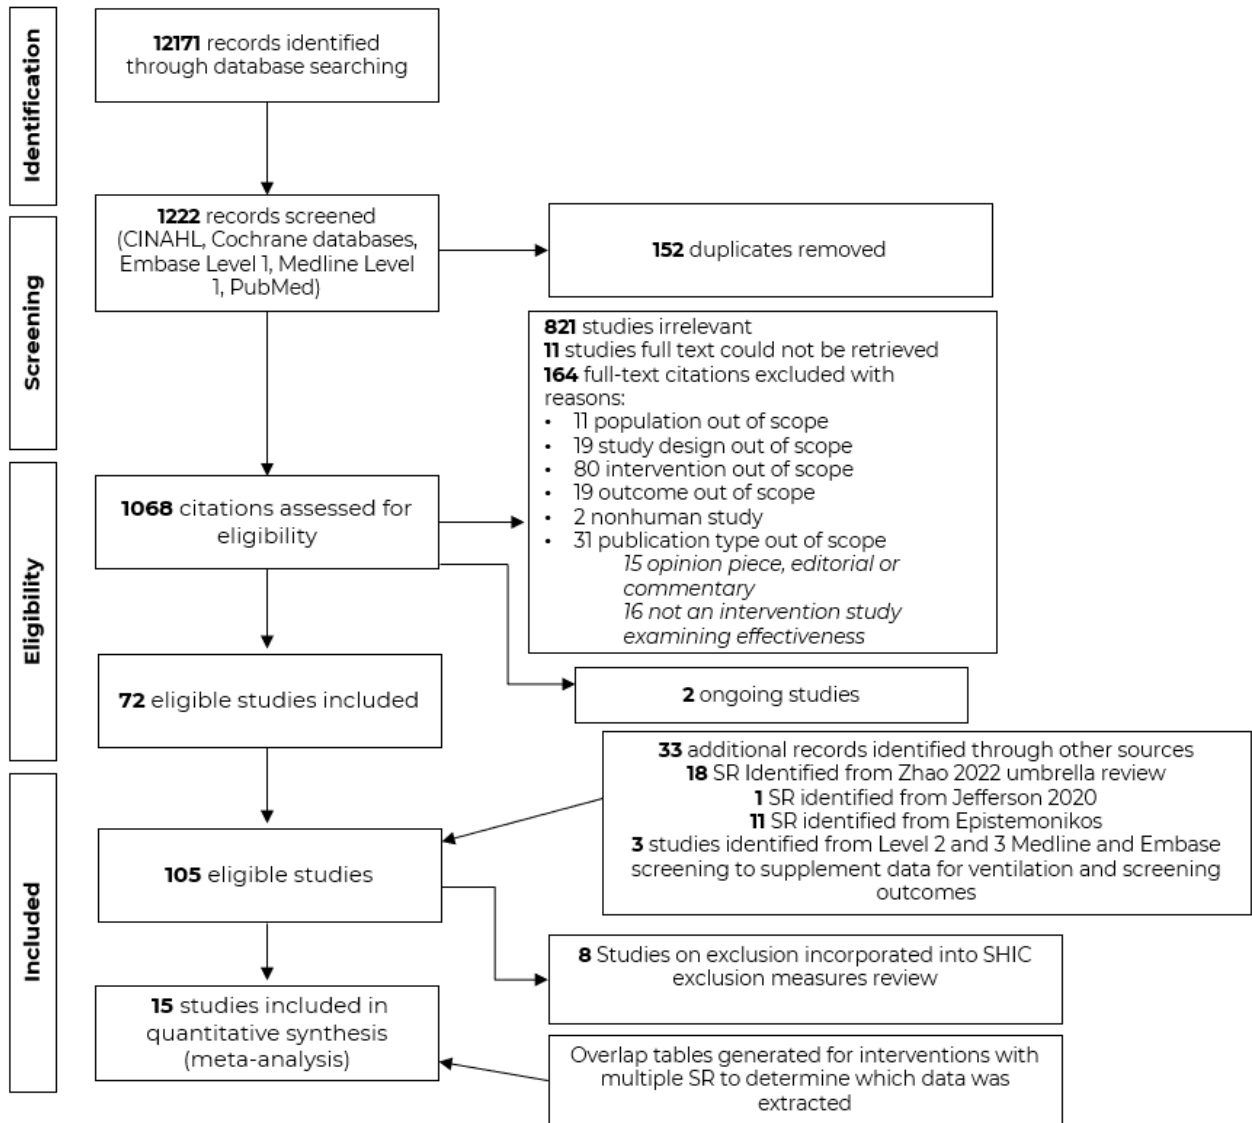 Identification
12171 records identified
through database searching
Screening
1222 records screened
(CINAHL, Cochrane databases,
Embase Level 1, Medline Level
1, PubMed)
152 duplicates removed
821 studies irrelevant
11 studies full text could not be retrieved
164 full-text citations excluded with
reasons:
• 11 population out of scope
• 19 study design out of scope
• 80 intervention out of scope
• 19 outcome out of scope
• 2 nonhuman study
• 31 publication type out of scope
15 opinion piece, editorial or
commentary
16 not an intervention study
examining effectiveness
Eligibility
1068 citations assessed for
eligibility
72 eligible studies included
2 ongoing studies
33 additional records identified through other sources
18 SR Identified from Zhao 2022 umbrella review
1 SR identified from Jefferson 2020
11 SR identified from Epistemonikos
3 studies identified from Level 2 and 3 Medline and Embase
screening to supplement data for ventilation and screening
outcomes
Included
105 eligible studies
8 Studies on exclusion incorporated into SHIC
exclusion measures review
15 studies included in
quantitative synthesis
(meta-analysis)
Overlap tables generated for interventions with
multiple SR to determine which data was
extracted